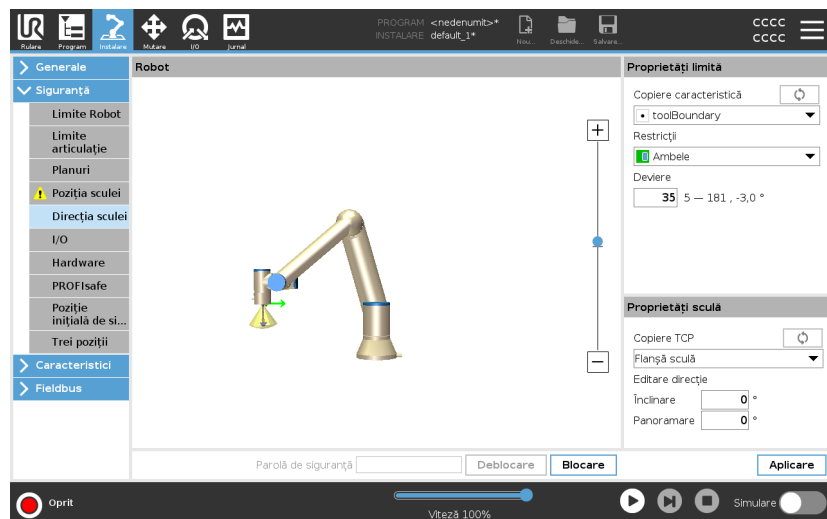 PROGRAM <nedenumit>*
INSTALARE default_1*
CCCC
CCCC
Rulare Program Instalare Mutare I/O Jurnal Nou... Deschide... Salvare...
Generale
Siguranță
Limite Robot
Limite
articulație
Planuri
Poziția sculei
Direcția sculei
I/O
Hardware
PROFIsafe
Poziție
inițială de si...
Trei poziții
Caracteristici
Fieldbus
Robot
Proprietăți limită
Copiere caracteristică
toolBoundary
Restricții
Ambele
Deviere
35 5 — 181 , -3,0 °
Proprietăți sculă
Copiere TCP
Flanșă sculă
Editare direcție
Înclinare 0 °
Panoramare 0 °
Parolă de siguranță Deblocare Blocare Aplicare
Oprit
Viteză 100%
Simulare